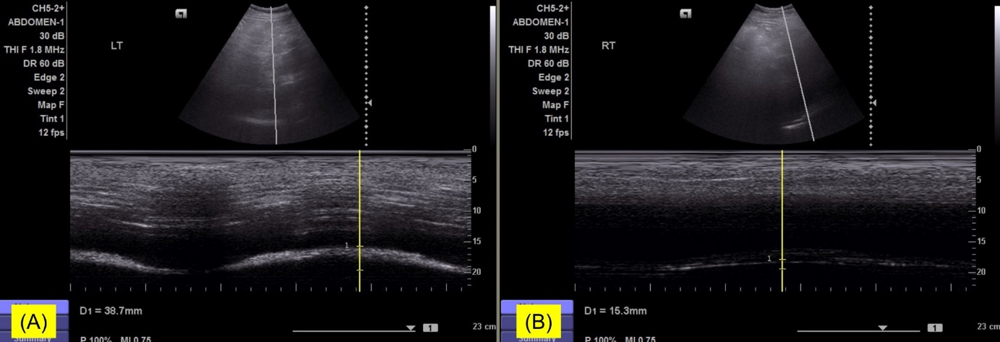 CH5-2+
ABDOMEN-1
30 dB
THI F 1.8 MHz
DR 60 dB
Edge 2
Sweep 2
Map F
Tint 1
12 fps
LT
0
5
10
15
20
1
D1 = 38.7mm
1
23 cm
P 100% MI 0.75
Summary
(A)
CH5-2+
ABDOMEN-1
30 dB
THI F 1.8 MHz
DR 60 dB
Edge 2
Sweep 2
Map F
Tint 1
12 fps
RT
0
5
10
15
20
1
D1 = 15.3mm
1
23 cm
P 100% MI 0.75
Summary
(B)